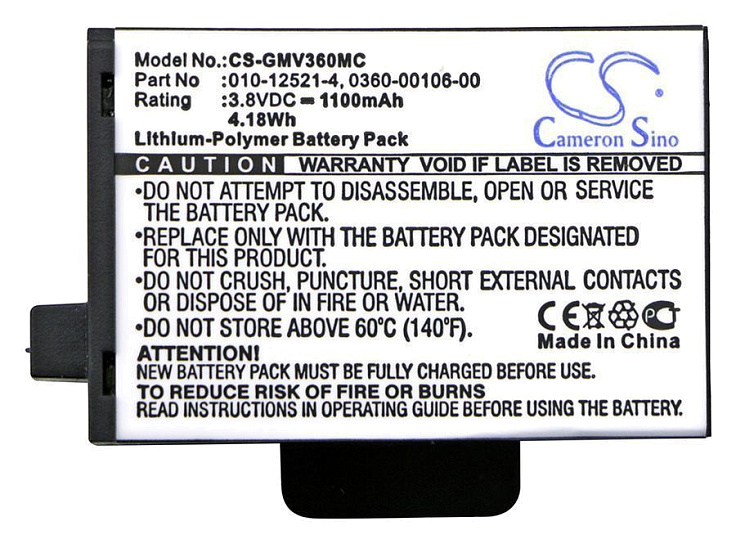 Model No.:CS-GMV360MC
Part No :010-12521-4, 0360-00106-00
Rating :3.8VDC⎓1100mAh
4.18Wh
Lithium-Polymer Battery Pack
Cameron Sino
CAUTION WARRANTY VOID IF LABEL IS REMOVED
•DO NOT ATTEMPT TO DISASSEMBLE, OPEN OR SERVICE
THE BATTERY PACK.
•REPLACE ONLY WITH THE BATTERY PACK DESIGNATED
FOR THIS PRODUCT.
•DO NOT CRUSH, PUNCTURE, SHORT EXTERNAL CONTACTS
OR DISPOSE OF IN FIRE OR WATER.
•DO NOT STORE ABOVE 60°C (140°F).
CE
Made In China
ATTENTION!
NEW BATTERY PACK MUST BE FULLY CHARGED BEFORE USE
TO REDUCE RISK OF FIRE OR BURNS
READ INSTRUCTIONS IN OPERATING GUIDE BEFORE USING THE BATTERY.